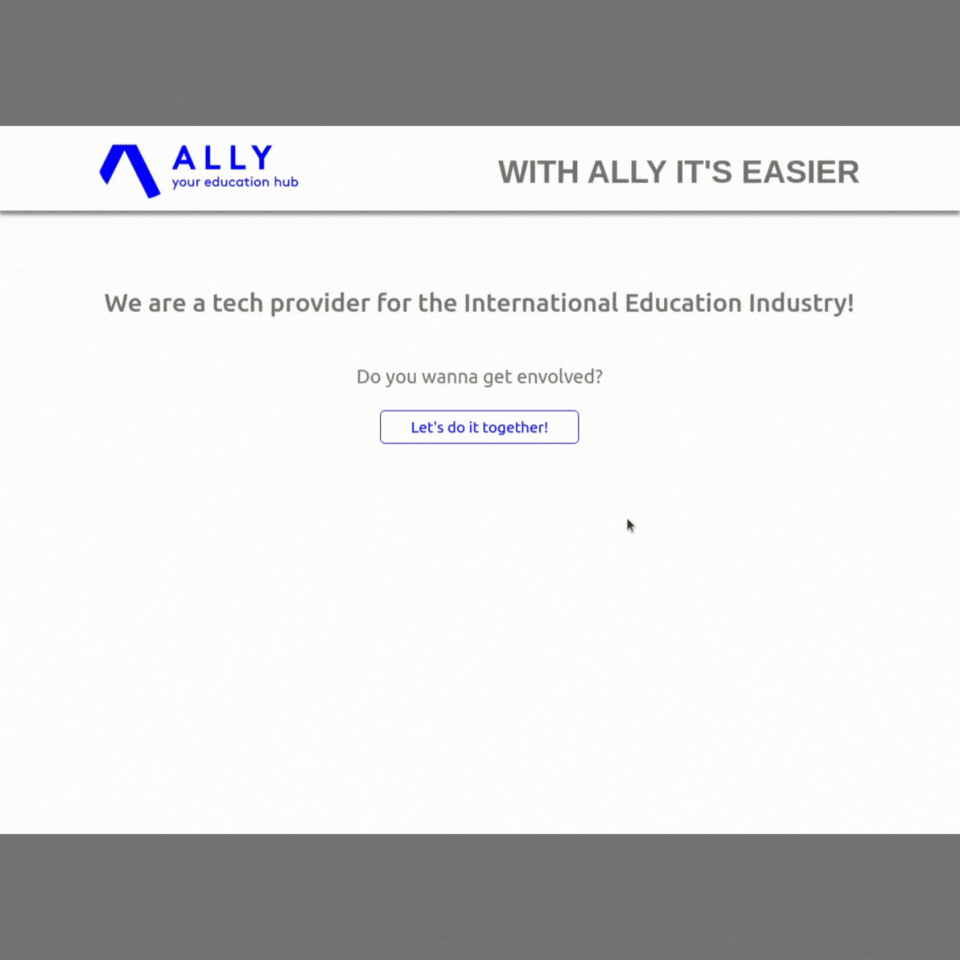 ALLY
your education hub
WITH ALLY IT'S EASIER
We are a tech provider for the International Education Industry!
Do you wanna get envolved?
Let's do it together!